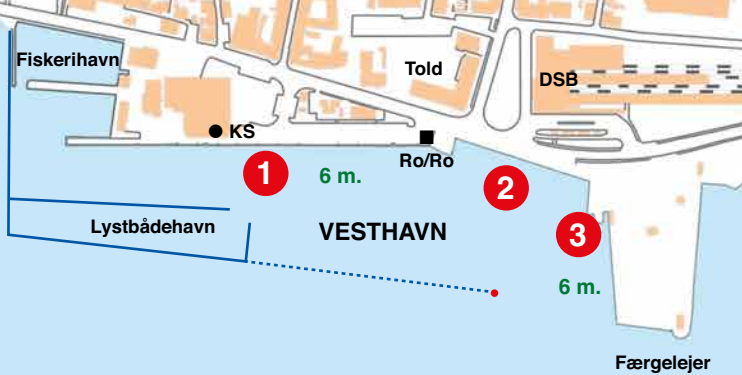 Fiskerihavn
Told
DSB
KS
Ro/Ro
1
6 m.
2
Lystbådehavn
VESTHAVN
3
6 m.
Færgelejer